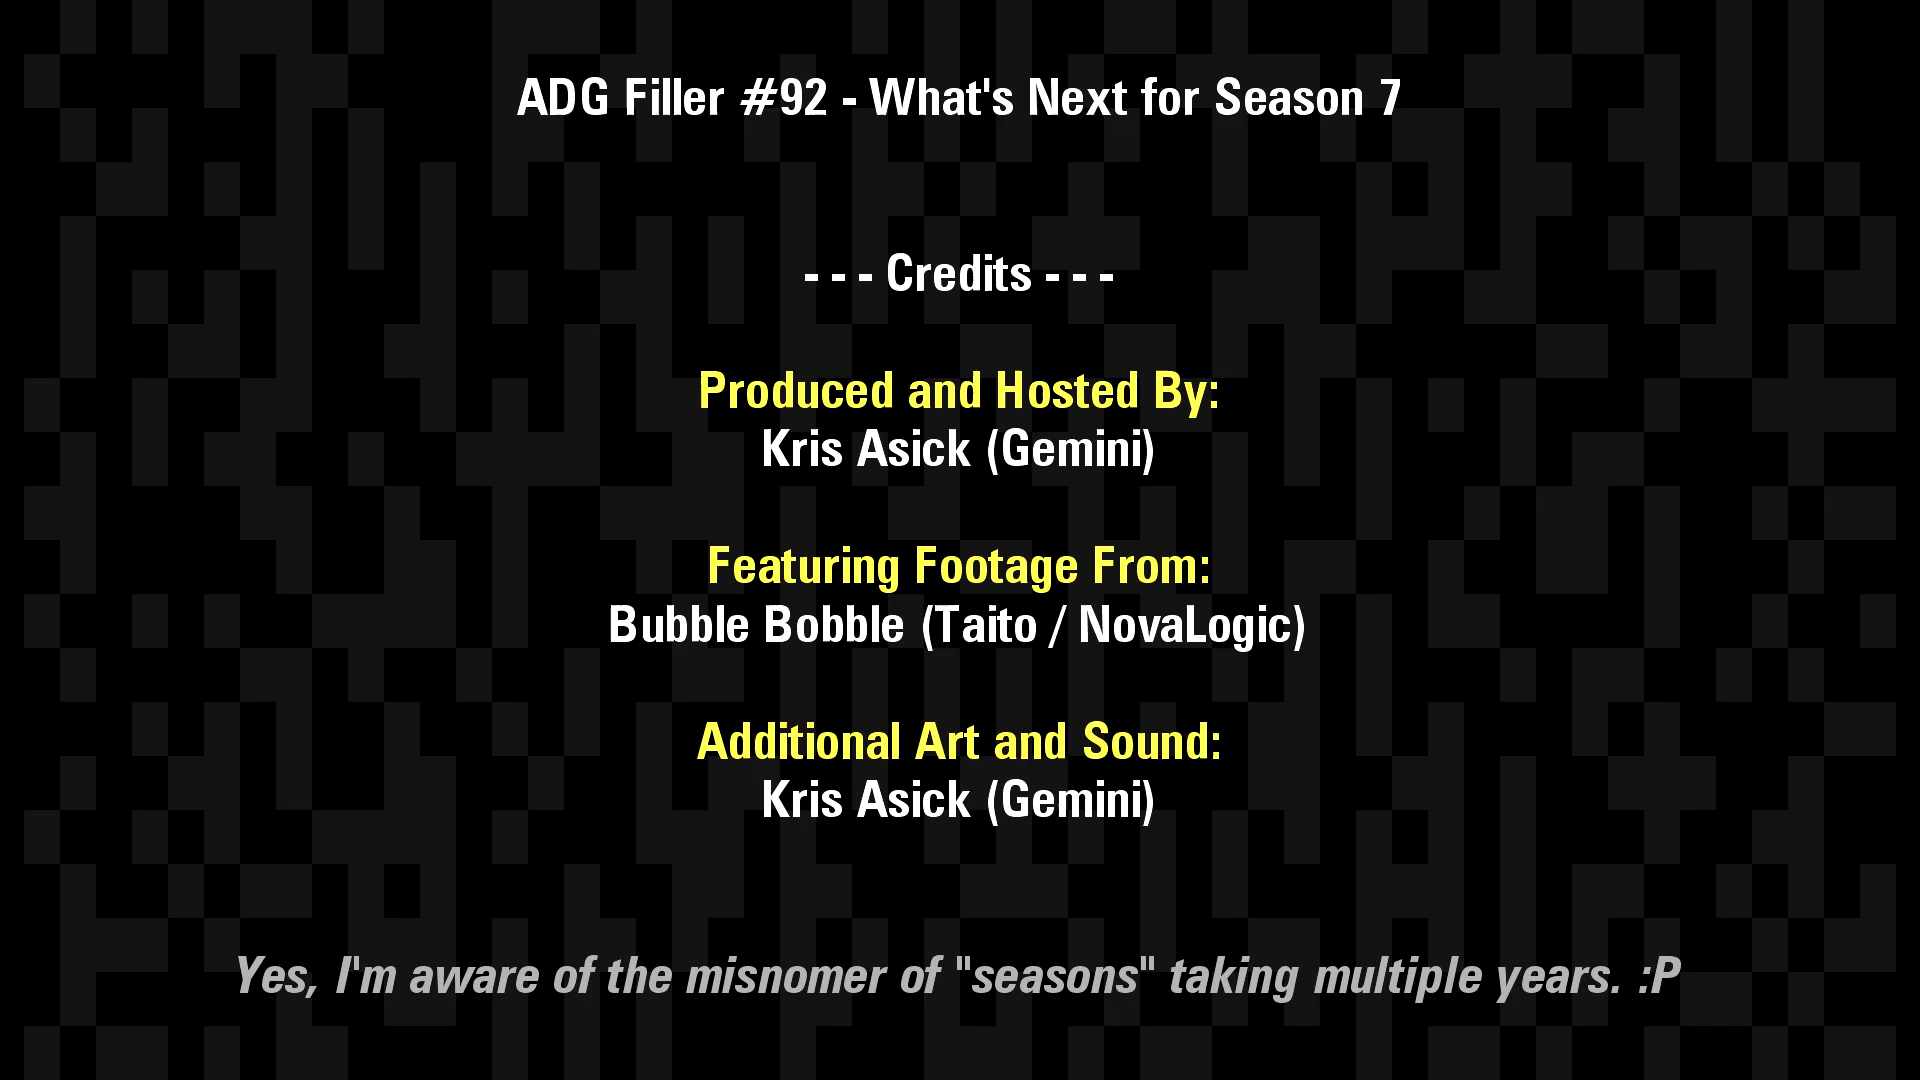 ADG Filler #92 - What's Next for Season 7
- - - Credits - - -
Produced and Hosted By:
Kris Asick (Gemini)
Featuring Footage From:
Bubble Bobble (Taito / NovaLogic)
Additional Art and Sound:
Kris Asick (Gemini)
Yes, I'm aware of the misnomer of "seasons" taking multiple years. :P